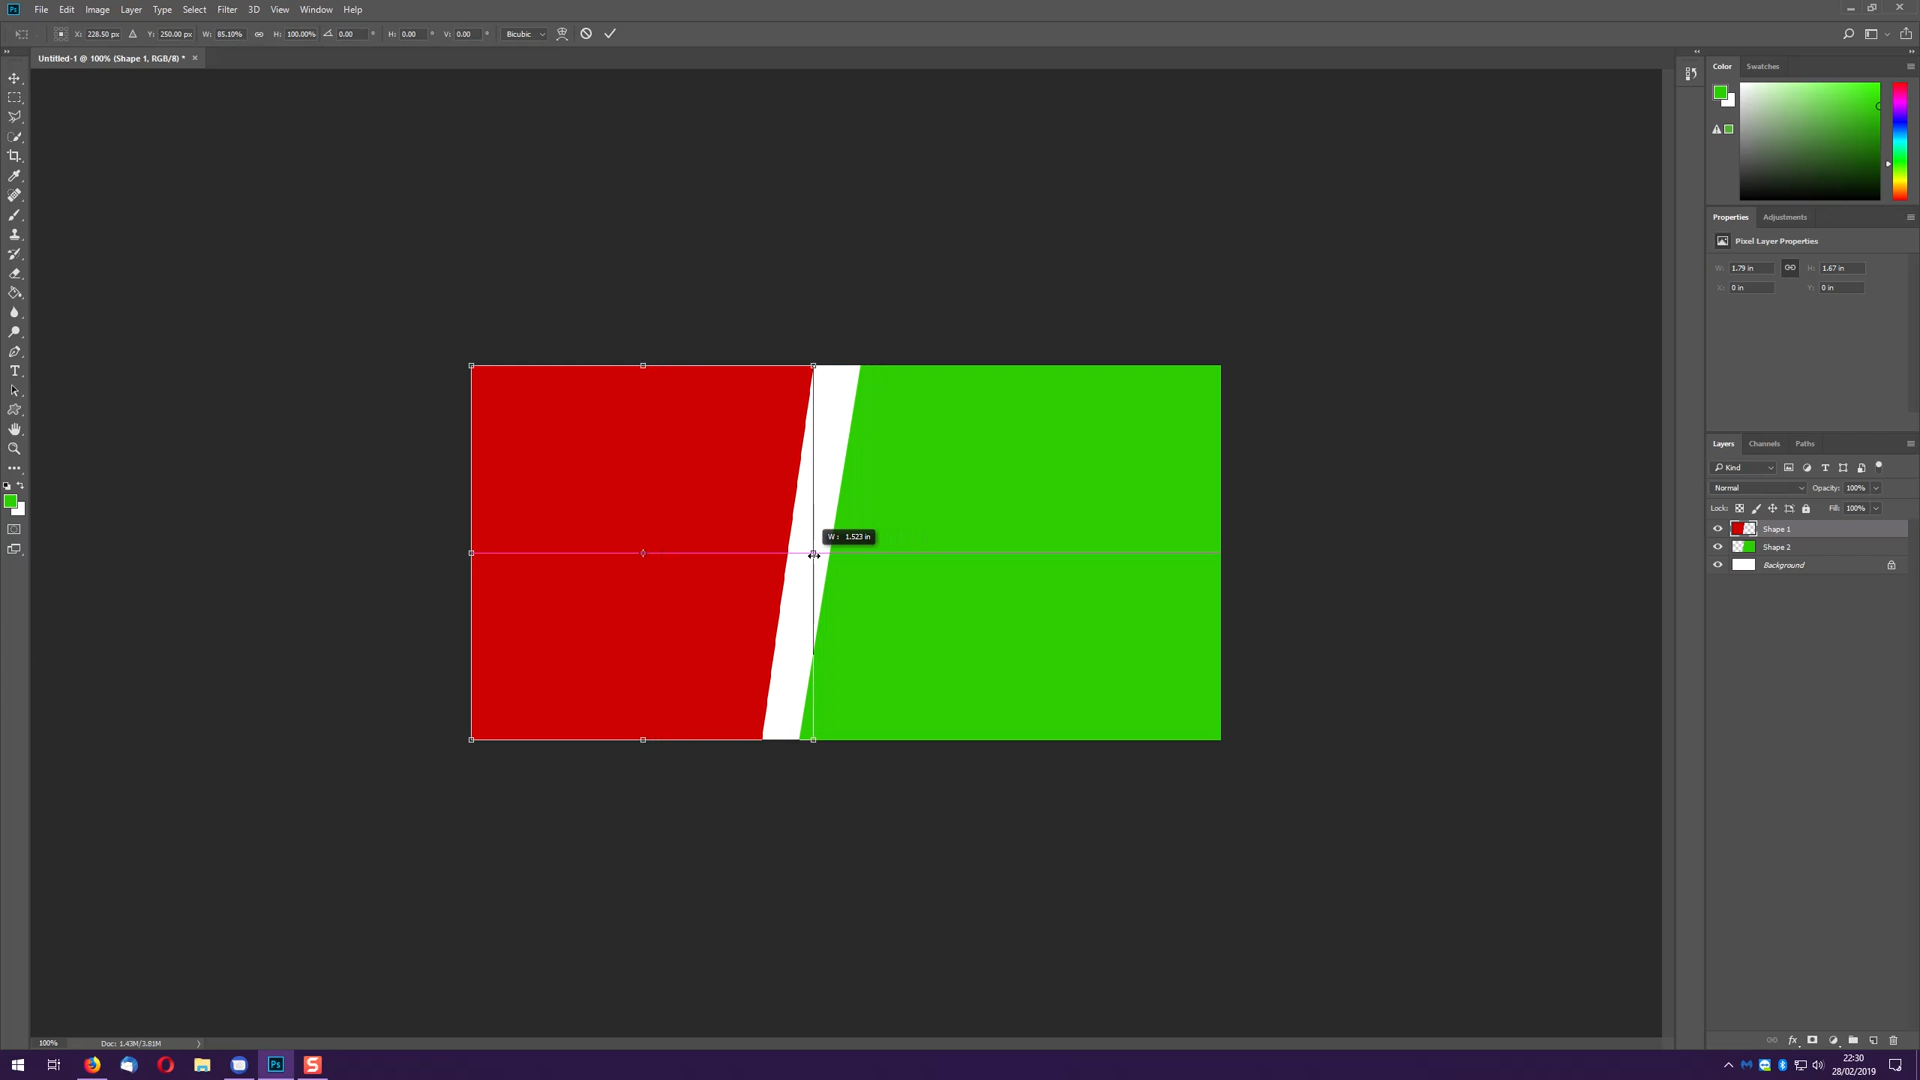 Ps File Edit Image Layer Type Select Filter 3D View Window Help
X: 228.50 px Y: 250.00 px W: 85.10% H: 100.00% 0.00 ° H: 0.00 ° V: 0.00 ° Bicubic
Untitled-1 @ 100% (Shape 1, RGB/8) * ×
Color Swatches
Properties Adjustments
Pixel Layer Properties
W: 1.79 in H: 1.67 in
X: 0 in Y: 0 in
Layers Channels Paths
Kind
Normal Opacity: 100%
Lock: Fill: 100%
Shape 1
Shape 2
Background
W : 1.523 in
100% Doc: 1.43M/3.81M
Ps S 22:30
28/02/2019